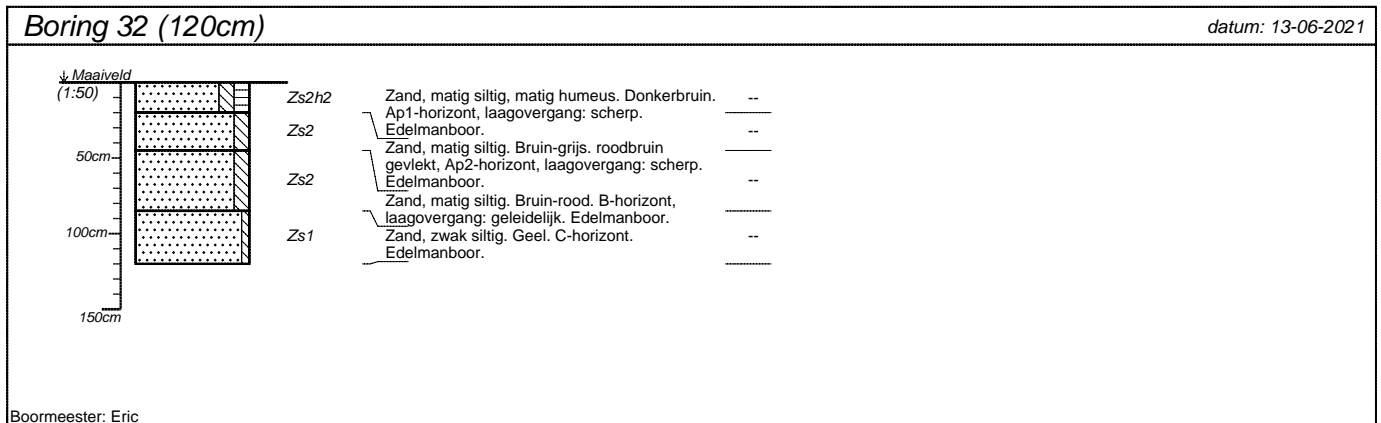 Boring 32 (120cm)
datum: 13-06-2021
Maaiveld
(1:50)
Zs2h2
Zand, matig siltig, matig humeus. Donkerbruin.
Ap1-horizont, laagovergang: scherp.
Edelmanboor.
--
Zs2
Zand, matig siltig. Bruin-grijs. roodbruin
gevlekt, Ap2-horizont, laagovergang: scherp.
Edelmanboor.
--
50cm
Zs2
Zand, matig siltig. Bruin-rood. B-horizont,
laagovergang: geleidelijk. Edelmanboor.
--
100cm
Zs1
Zand, zwak siltig. Geel. C-horizont.
Edelmanboor.
--
150cm
Boormeester: Eric